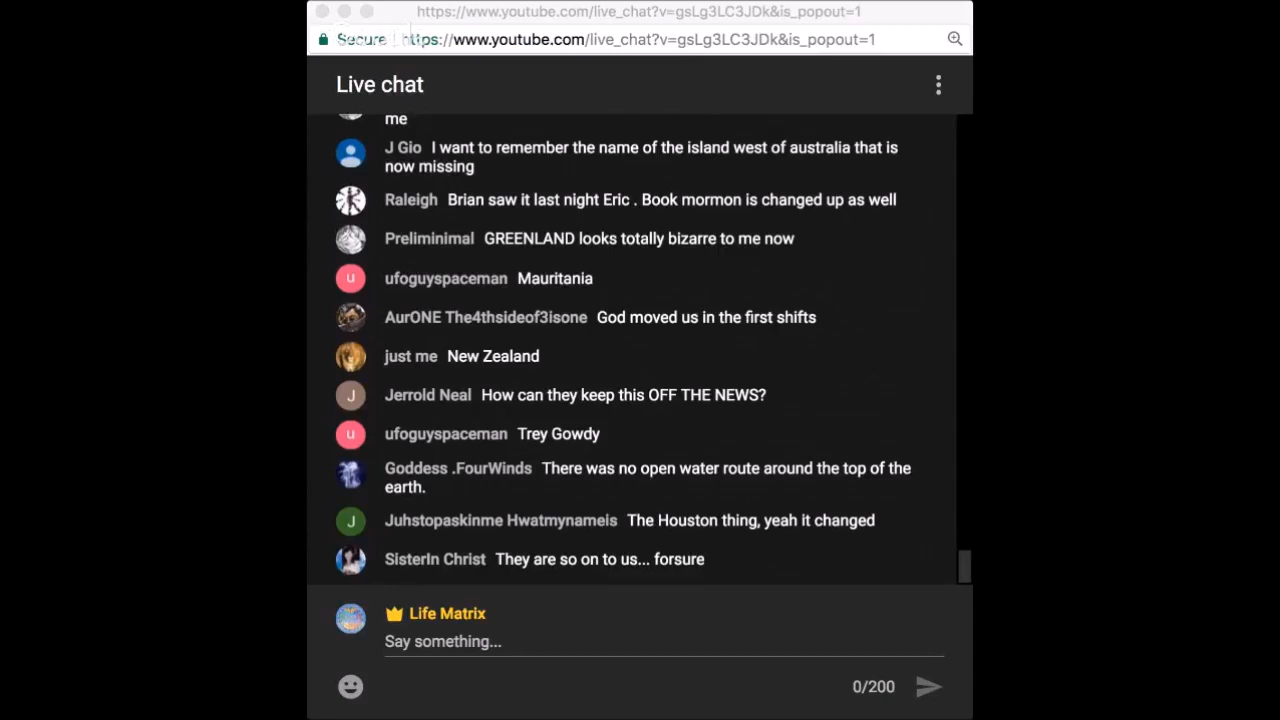 https://www.youtube.com/live_chat?v=gsLg3LC3JDk&is_popout=1
Secure https://www.youtube.com/live_chat?v=gsLg3LC3JDk&is_popout=1
Live chat
me
J Gio I want to remember the name of the island west of australia that is
now missing
Raleigh Brian saw it last night Eric . Book mormon is changed up as well
Preliminimal GREENLAND looks totally bizarre to me now
u ufoguyspaceman Mauritania
AurONE The4thsideof3isone God moved us in the first shifts
just me New Zealand
J Jerrold Neal How can they keep this OFF THE NEWS?
u ufoguyspaceman Trey Gowdy
Goddess .FourWinds There was no open water route around the top of the
earth.
J Juhstopaskinme Hwatmynameis The Houston thing, yeah it changed
SisterIn Christ They are so on to us... forsure
Life Matrix
Say something...
0/200